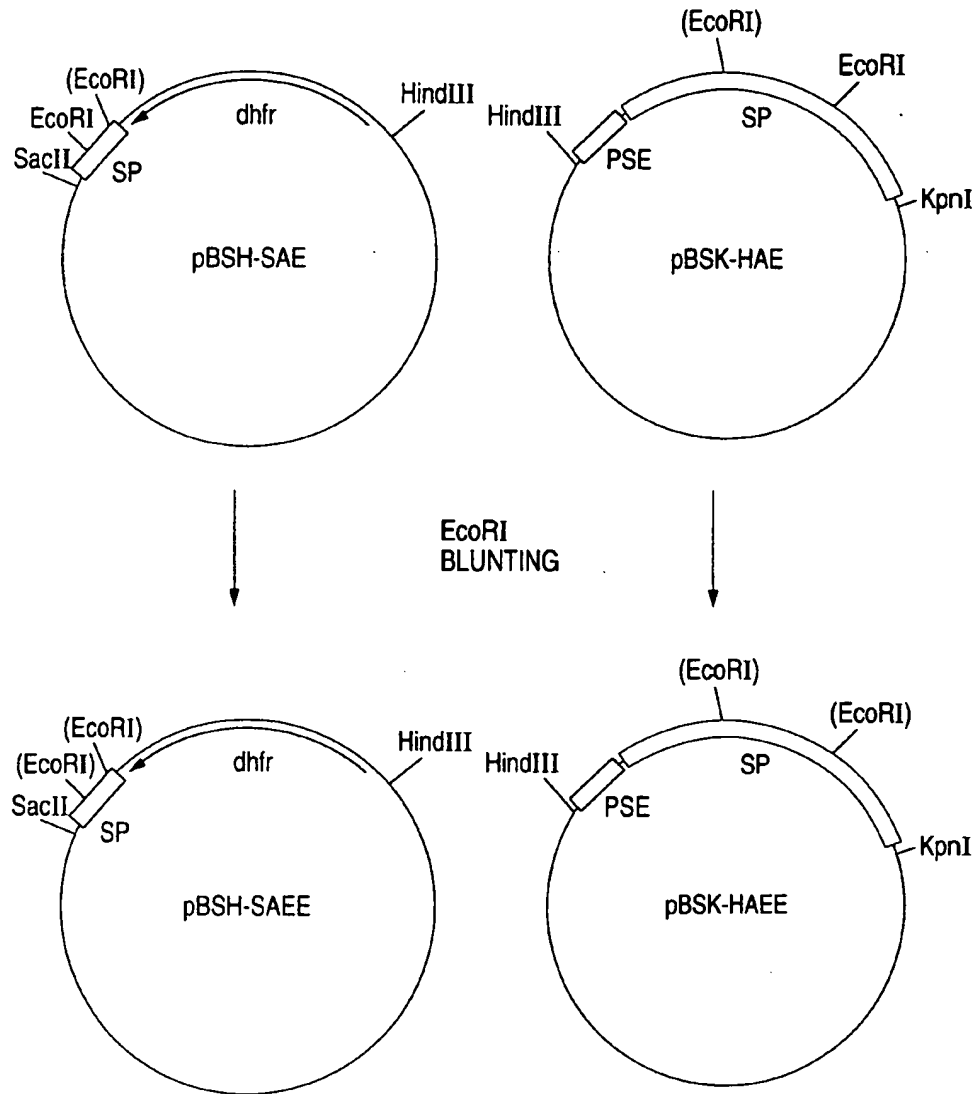 (EcoRI)
EcoRI
SacII
SP
dhfr
HindIII
pBSH-SAE
(EcoRI)
EcoRI
HindIII
PSE
SP
KpnI
pBSK-HAE
EcoRI
BLUNTING
(EcoRI)
(EcoRI)
SacII
SP
dhfr
HindIII
pBSH-SAEE
(EcoRI)
(EcoRI)
HindIII
PSE
SP
KpnI
pBSK-HAEE